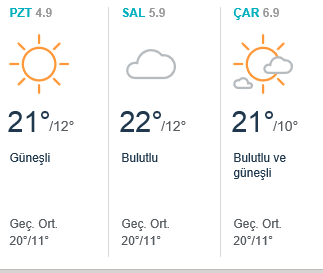 PZT 4.9
21°/12°
Güneşli
Geç. Ort.
20°/11°
SAL 5.9
22°/12°
Bulutlu
Geç. Ort.
20°/11°
ÇAR 6.9
21°/10°
Bulutlu ve
güneşli
Geç. Ort.
20°/11°